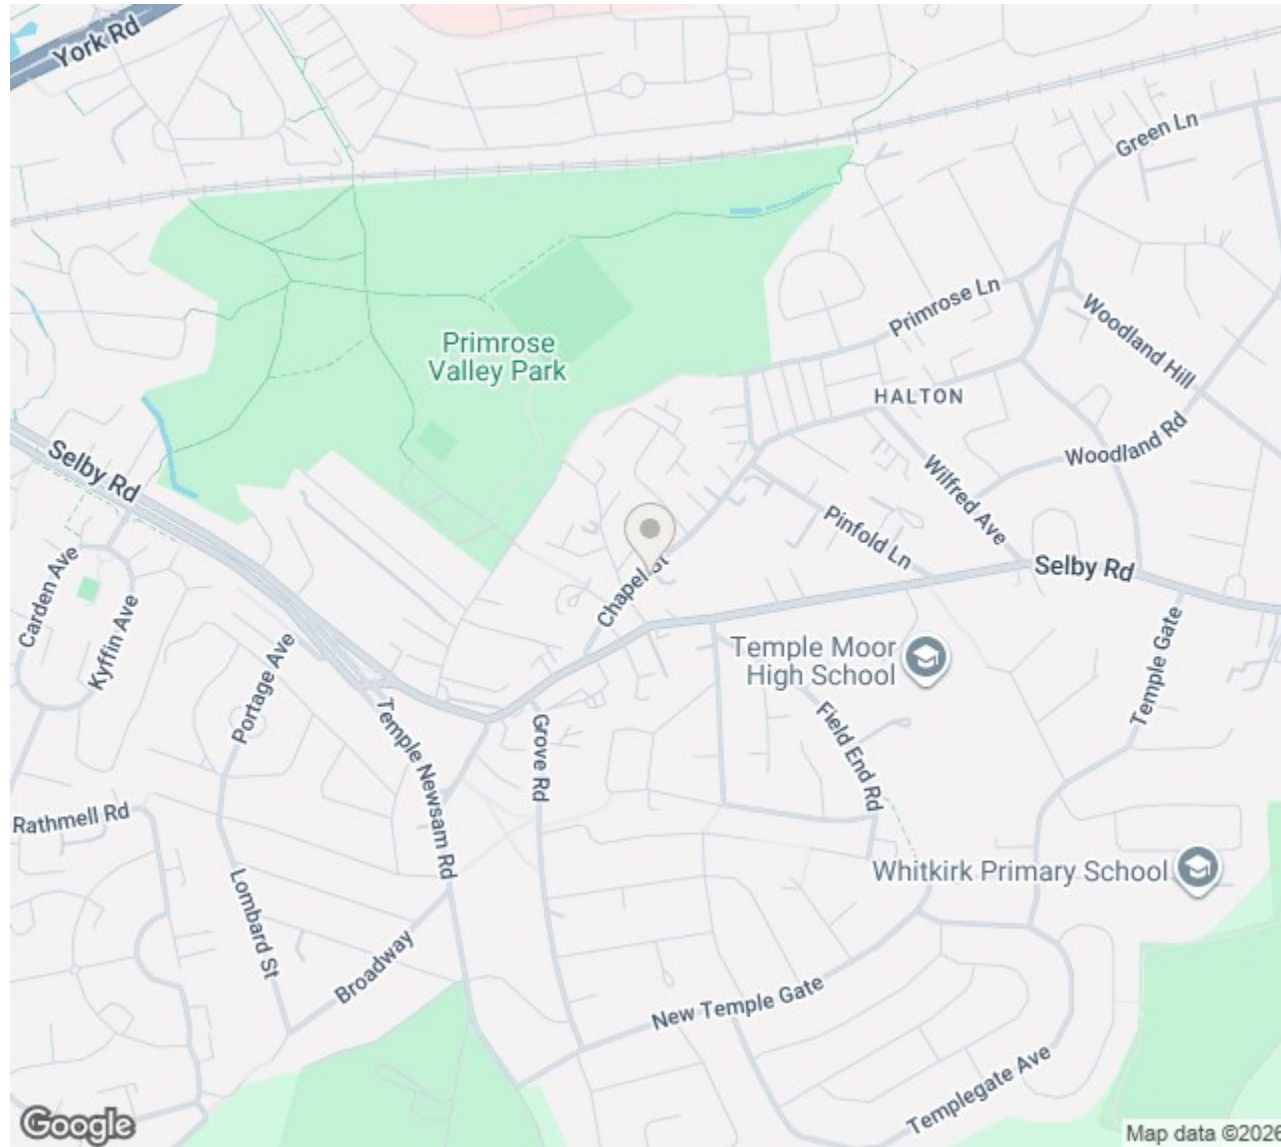 York Rd
Green Ln
Primrose Ln
Woodland Hill
Primrose
Valley Park
HALTON
Selby Rd
Woodland Rd
Wilfred Ave
Pinfold Ln
Selby Rd
Carden Ave
Kyffin Ave
Chapel St
Portage Ave
Temple Moor
High School
Temple Gate
Temple Newsam Rd
Grove Rd
Field End Rd
Rathmell Rd
Whitkirk Primary School
Lombard St
Broadway
New Temple Gate
Templegate Ave
Google
Map data ©2026